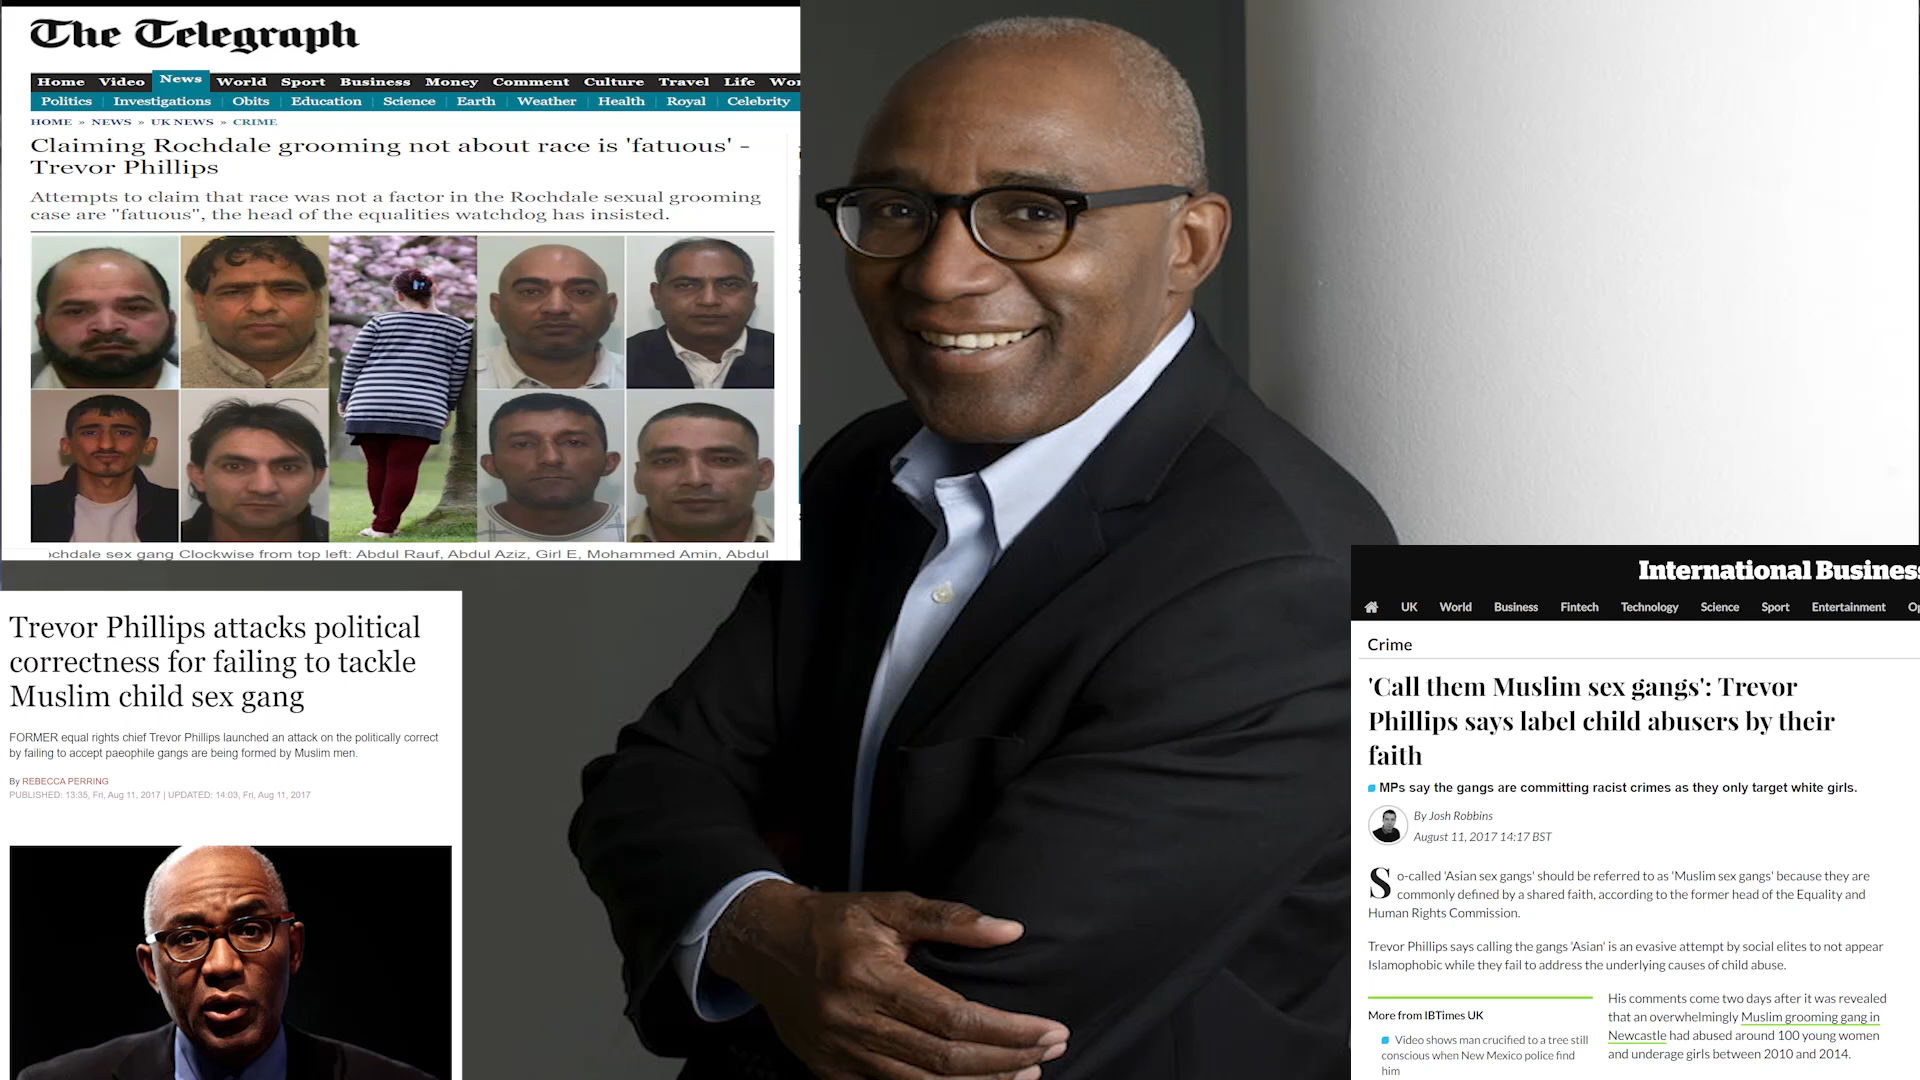 The Telegraph
Home Video News World Sport Business Money Comment Culture Travel Life Wor
Politics Investigations Obits Education Science Earth Weather Health Royal Celebrity
HOME » NEWS » UK NEWS » CRIME
Claiming Rochdale grooming not about race is 'fatuous' -
Trevor Phillips
Attempts to claim that race was not a factor in the Rochdale sexual grooming
case are "fatuous", the head of the equalities watchdog has insisted.
ochdale sex gang Clockwise from top left: Abdul Rauf, Abdul Aziz, Girl E, Mohammed Amin, Abdul
Trevor Phillips attacks political
correctness for failing to tackle
Muslim child sex gang
FORMER equal rights chief Trevor Phillips launched an attack on the politically correct
by failing to accept paeophile gangs are being formed by Muslim men.
By REBECCA PERRING
PUBLISHED: 13:35, Fri, Aug 11, 2017 | UPDATED: 14:03, Fri, Aug 11, 2017
International Business
UK World Business Fintech Technology Science Sport Entertainment Op
Crime
'Call them Muslim sex gangs': Trevor
Phillips says label child abusers by their
faith
MPs say the gangs are committing racist crimes as they only target white girls.
By Josh Robbins
August 11, 2017 14:17 BST
So-called 'Asian sex gangs' should be referred to as 'Muslim sex gangs' because they are
commonly defined by a shared faith, according to the former head of the Equality and
Human Rights Commission.
Trevor Phillips says calling the gangs 'Asian' is an evasive attempt by social elites to not appear
Islamophobic while they fail to address the underlying causes of child abuse.
More from IBTimes UK
Video shows man crucified to a tree still
conscious when New Mexico police find
him
His comments come two days after it was revealed
that an overwhelmingly Muslim grooming gang in
Newcastle had abused around 100 young women
and underage girls between 2010 and 2014.